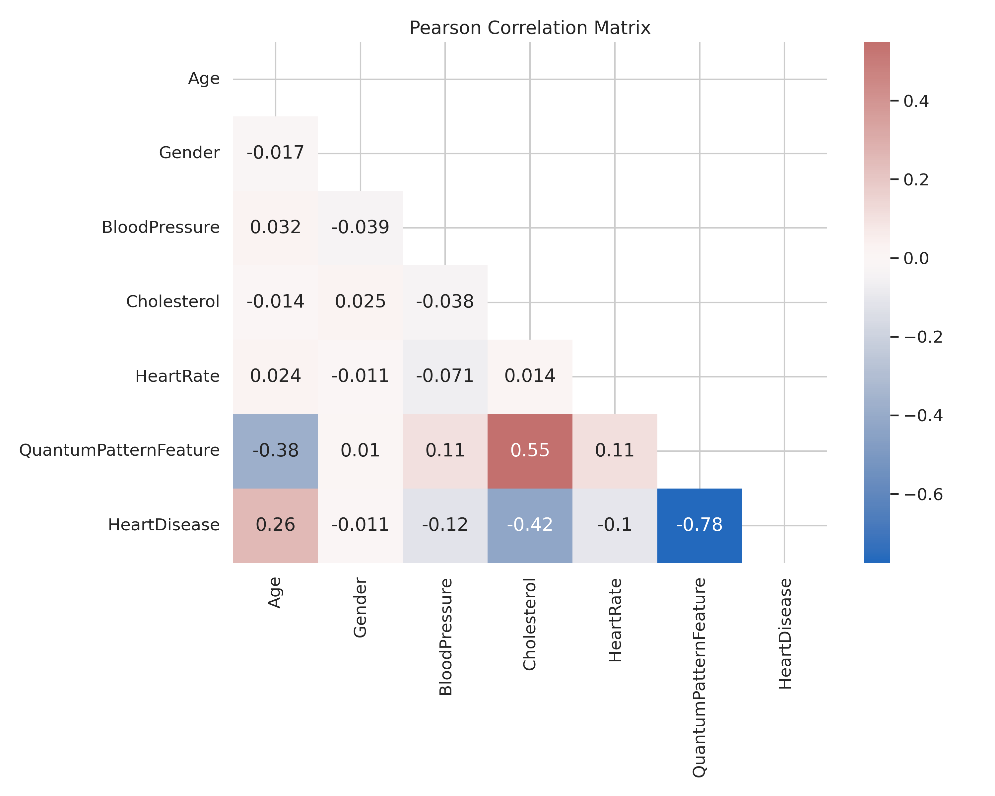 Pearson Correlation Matrix
Age
Gender -0.017
BloodPressure 0.032 -0.039
Cholesterol -0.014 0.025 -0.038
HeartRate 0.024 -0.011 -0.071 0.014
QuantumPatternFeature -0.38 0.01 0.11 0.55 0.11
HeartDisease 0.26 -0.011 -0.12 -0.42 -0.1 -0.78
Age Gender BloodPressure Cholesterol HeartRate QuantumPatternFeature HeartDisease
0.4
0.2
0.0
−0.2
−0.4
−0.6